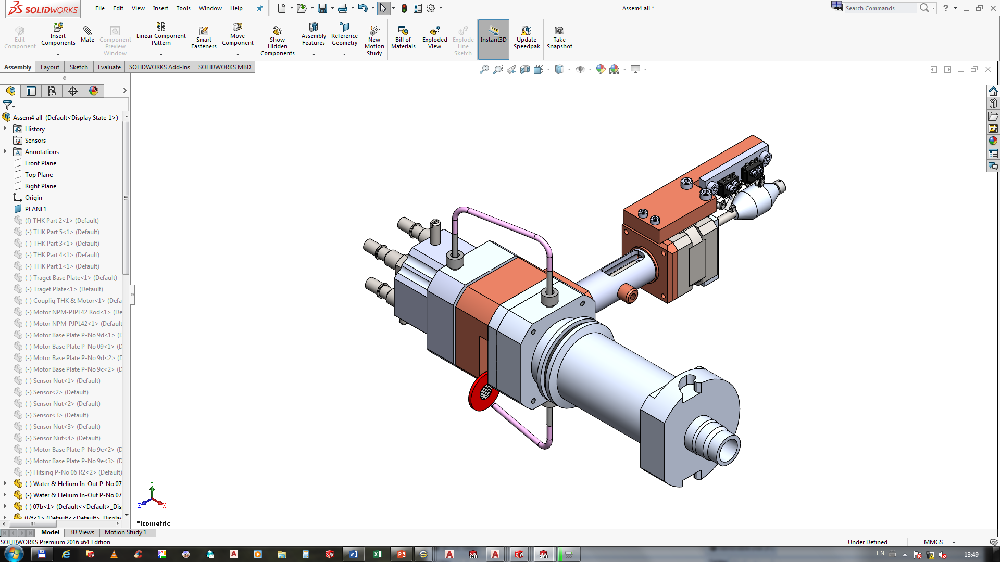 SOLIDWORKS
File Edit View Insert Tools Window Help
Assem4 all *
Search Commands
Edit Component
Insert Components
Mate
Component Preview Window
Linear Component Pattern
Smart Fasteners
Move Component
Show Hidden Components
Assembly Features
Reference Geometry
New Motion Study
Bill of Materials
Exploded View
Explode Line Sketch
Instant3D
Update Speedpak
Take Snapshot
Assembly Layout Sketch Evaluate SOLIDWORKS Add-Ins SOLIDWORKS MBD
Assem4 all (Default<Display State-1>)
History
Sensors
Annotations
Front Plane
Top Plane
Right Plane
Origin
PLANE1
(f) THK Part 2<1> (Default)
(-) THK Part 5<1> (Default)
(-) THK Part 3<1> (Default)
(-) THK Part 4<1> (Default)
(-) THK Part 1<1> (Default)
(-) Traget Base Plate<1> (Default)
(-) Traget Plate<1> (Default)
(-) Couplig THK & Motor<1> (Defa
(-) Motor NPM-PJPL42 Rod<1> (De
(-) Motor NPM-PJPL42<1> (Default
(-) Motor Base Plate P-No 9d<1> (D
(-) Motor Base Plate P-No 09<1> (D
(-) Motor Base Plate P-No 9d<2> (D
(-) Motor Base Plate P-No 9c<2> (D
(-) Sensor Nut<1> (Default)
(-) Sensor<2> (Default)
(-) Sensor Nut<2> (Default)
(-) Sensor<3> (Default)
(-) Sensor Nut<3> (Default)
(-) Sensor Nut<4> (Default)
(-) Motor Base Plate P-No 9e<2> (D
(-) Motor Base Plate P-No 9e<3> (D
(-) Hitsing P-No 06 R2<2> (Default)
(-) Water & Helium In-Out P-No 07
(-) Water & Helium In-Out P-No 07
(-) 07b<1> (Default<<Default>_Dis
07f<1> (Default<<Default>_Display
Y
Z X
*Isometric
Model 3D Views Motion Study 1
SOLIDWORKS Premium 2016 x64 Edition
Under Defined MMGS
EN 13:49